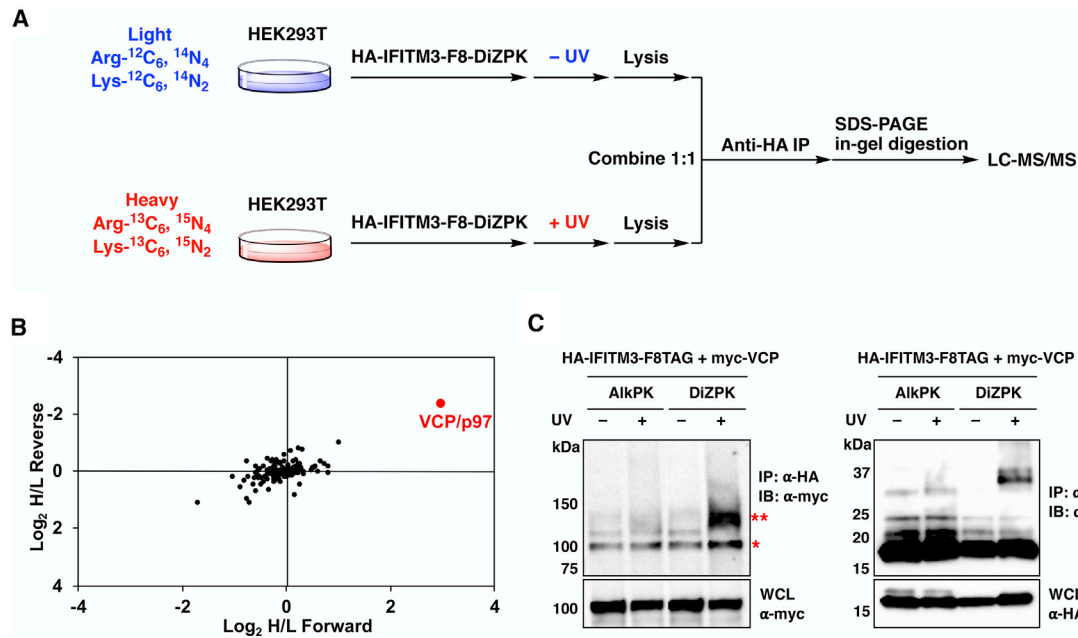 A
Light
Arg-¹²C₆, ¹⁴N₄
Lys-¹²C₆, ¹⁴N₂
HEK293T
HA-IFITM3-F8-DiZPK
– UV
Lysis
Combine 1:1
Anti-HA IP
SDS-PAGE
in-gel digestion
LC-MS/MS
Heavy
Arg-¹³C₆, ¹⁵N₄
Lys-¹³C₆, ¹⁵N₂
HEK293T
HA-IFITM3-F8-DiZPK
+ UV
Lysis
B
Log₂ H/L Reverse
-4
-2
0
2
4
VCP/p97
-4 -2 0 2 4
Log₂ H/L Forward
C
HA-IFITM3-F8TAG + myc-VCP
AlkPK DiZPK
UV – + – +
kDa
150
100
75
IP: α-HA
IB: α-myc
**
*
100
WCL
α-myc
HA-IFITM3-F8TAG + myc-VCP
AlkPK DiZPK
UV – + – +
kDa
37
25
20
15
IP: α
IB: α
15
WCL
α-HA